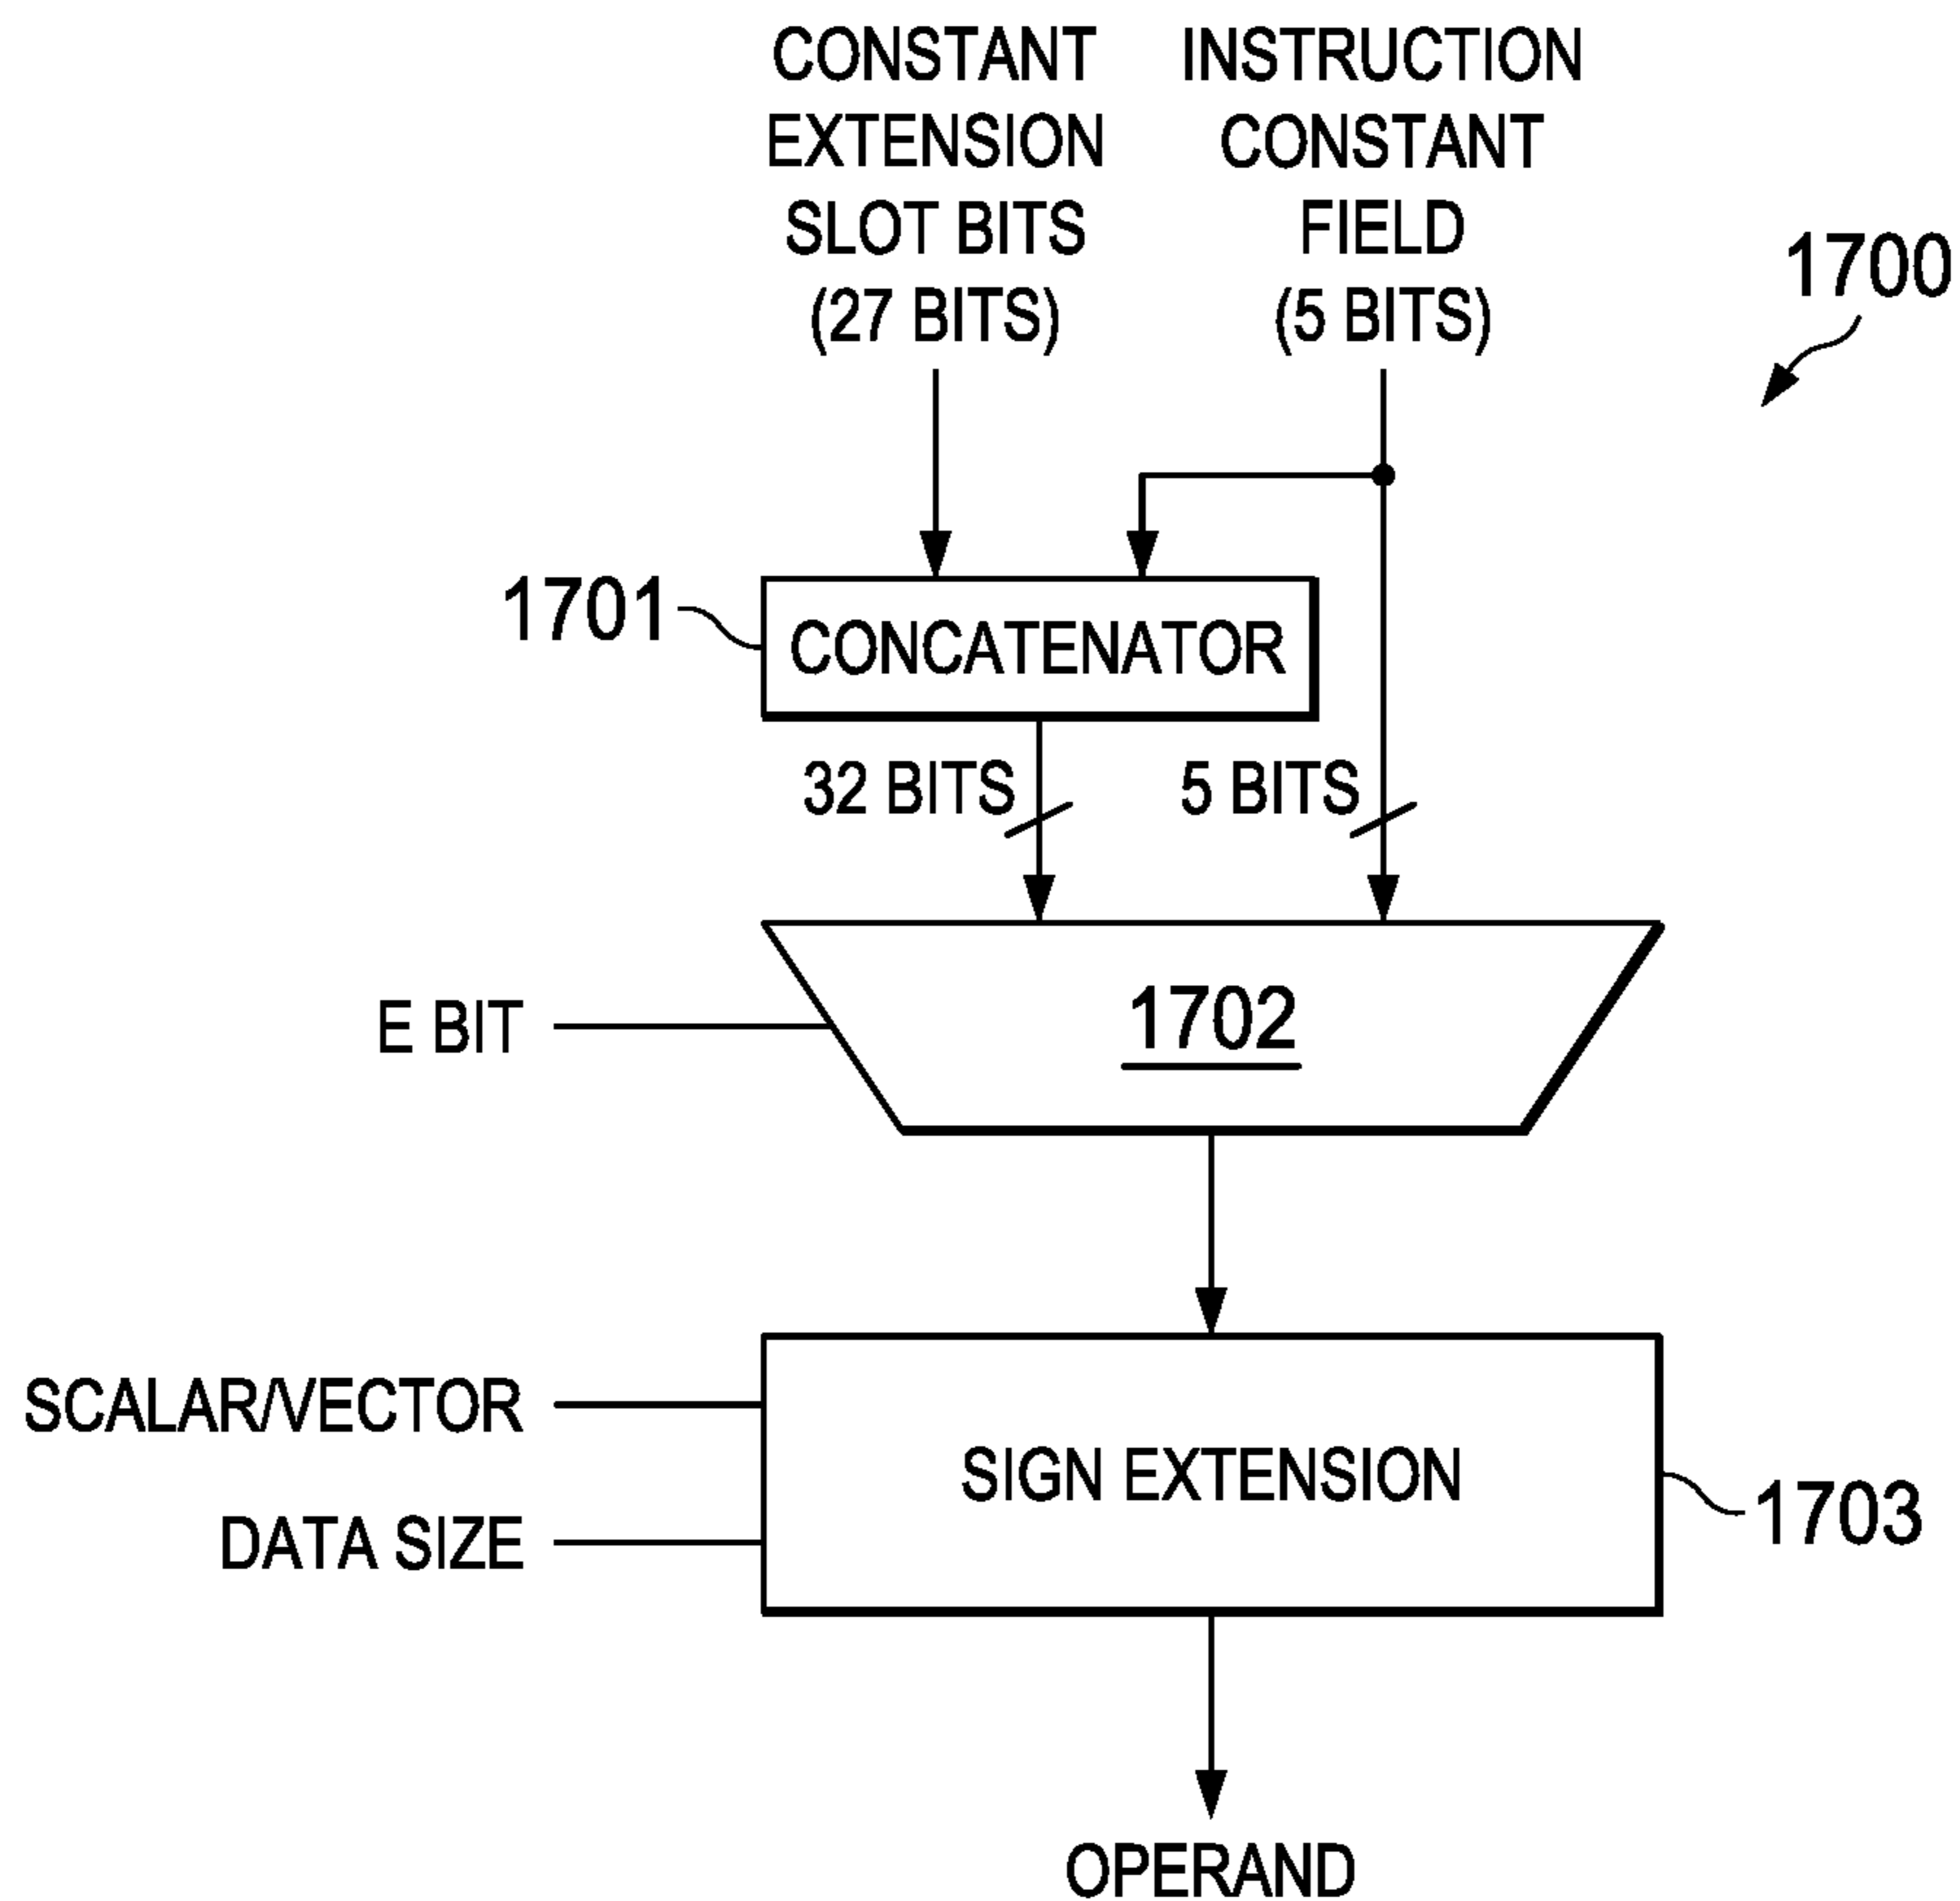 CONSTANT
EXTENSION
SLOT BITS
(27 BITS)
INSTRUCTION
CONSTANT
FIELD
(5 BITS)
1700
1701
CONCATENATOR
32 BITS
5 BITS
E BIT
1702
SCALAR/VECTOR
DATA SIZE
SIGN EXTENSION
1703
OPERAND